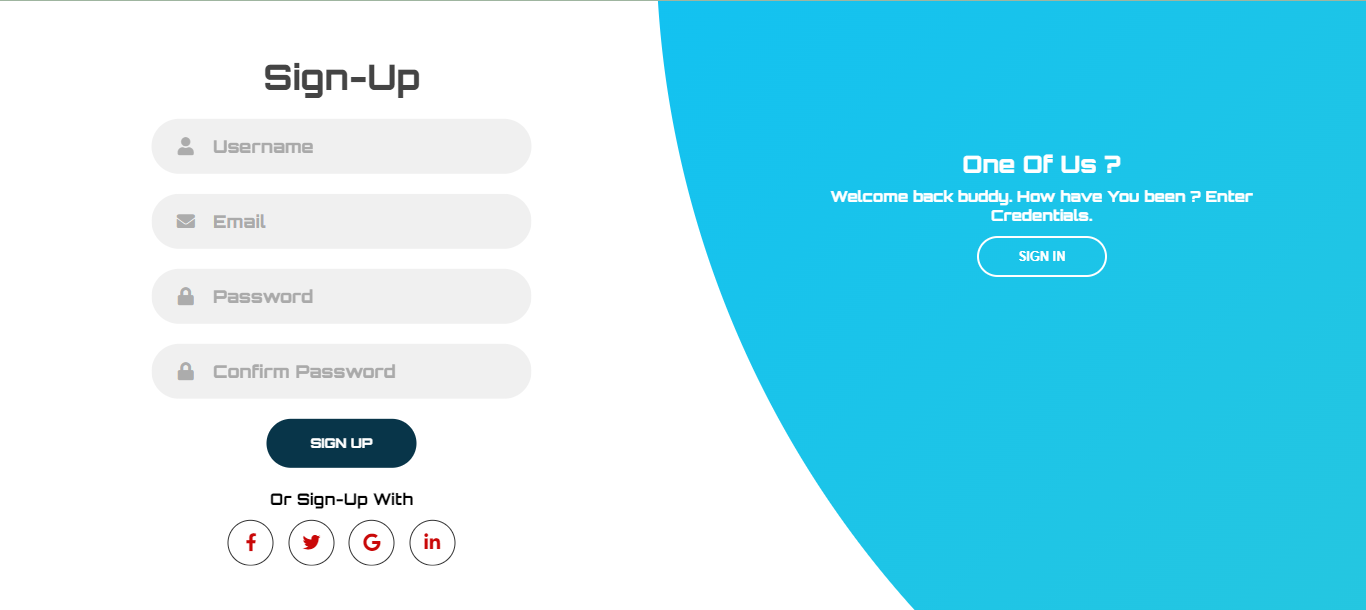 Sign-Up
Username
Email
Password
Confirm Password
SIGN UP
Or Sign-Up With
One Of Us ?
Welcome back buddy. How have You been ? Enter
Credentials.
SIGN IN